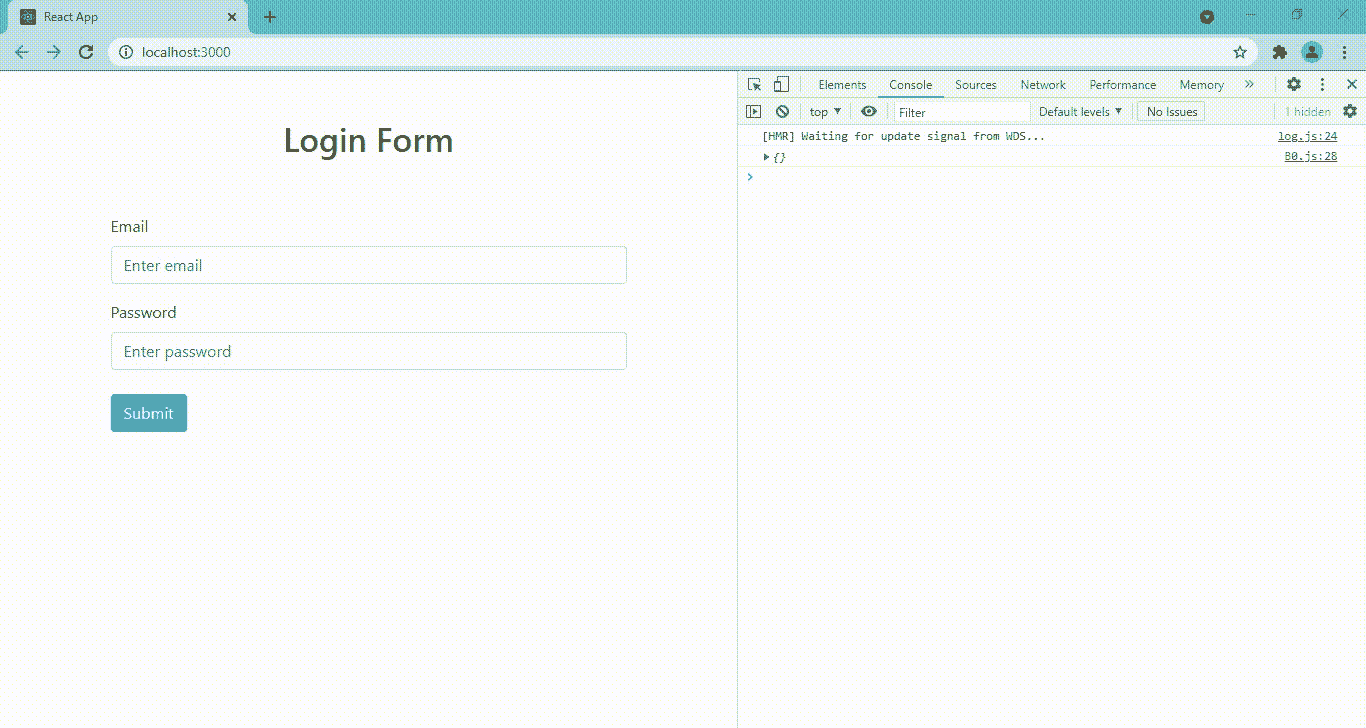 React App
localhost:3000
Elements Console Sources Network Performance Memory »
top ▼ Filter Default levels ▼ No Issues 1 hidden
[HMR] Waiting for update signal from WDS... log.js:24
▶ {} B0.js:28
Login Form
Email
Enter email
Password
Enter password
Submit